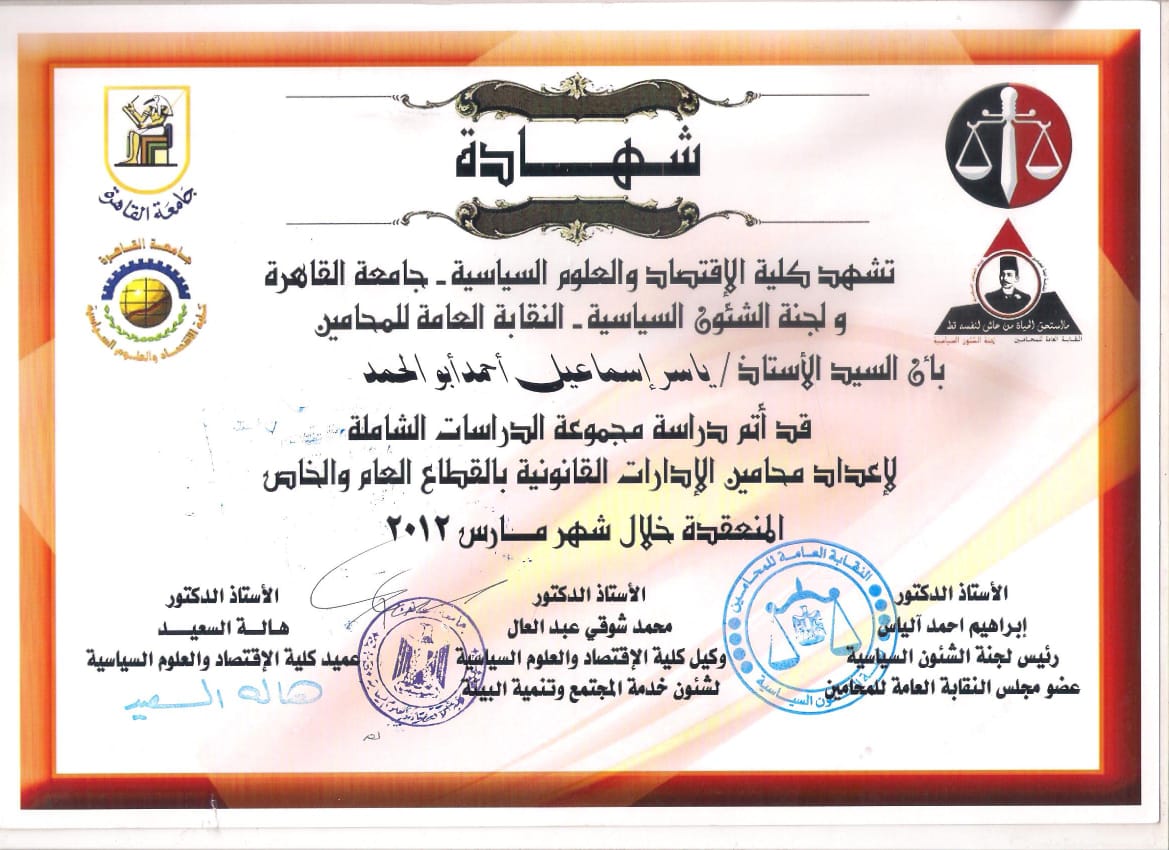 شهادة
جامعة القاهرة
جامعة القاهرة
كلية الاقتصاد والعلوم السياسية
ما استحق الحياة من عاش لنفسه فقط
النقابة العامة للمحامين
لجنة الشئون السياسية
تشهد كلية الإقتصاد والعلوم السياسية - جامعة القاهرة
و لجنة الشئون السياسية - النقابة العامة للمحامين
بأن السيد الأستاذ / ياسر إسماعيل أحمد أبو الحمد
قد أتم دراسة مجموعة الدراسات الشاملة
لإعداد محامين الإدارات القانونية بالقطاع العام والخاص
المنعقدة خلال شهر مارس ٢٠١٢
الأستاذ الدكتور
إبراهيم احمد آلياس
رئيس لجنة الشئون السياسية
عضو مجلس النقابة العامة للمحامين
الأستاذ الدكتور
محمد شوقي عبد العال
وكيل كلية الإقتصاد والعلوم السياسية
لشئون خدمة المجتمع وتنمية البيئة
الأستاذ الدكتور
هالة السعيد
عميد كلية الإقتصاد والعلوم السياسية
هاله السعيد
النقابة العامة للمحامين